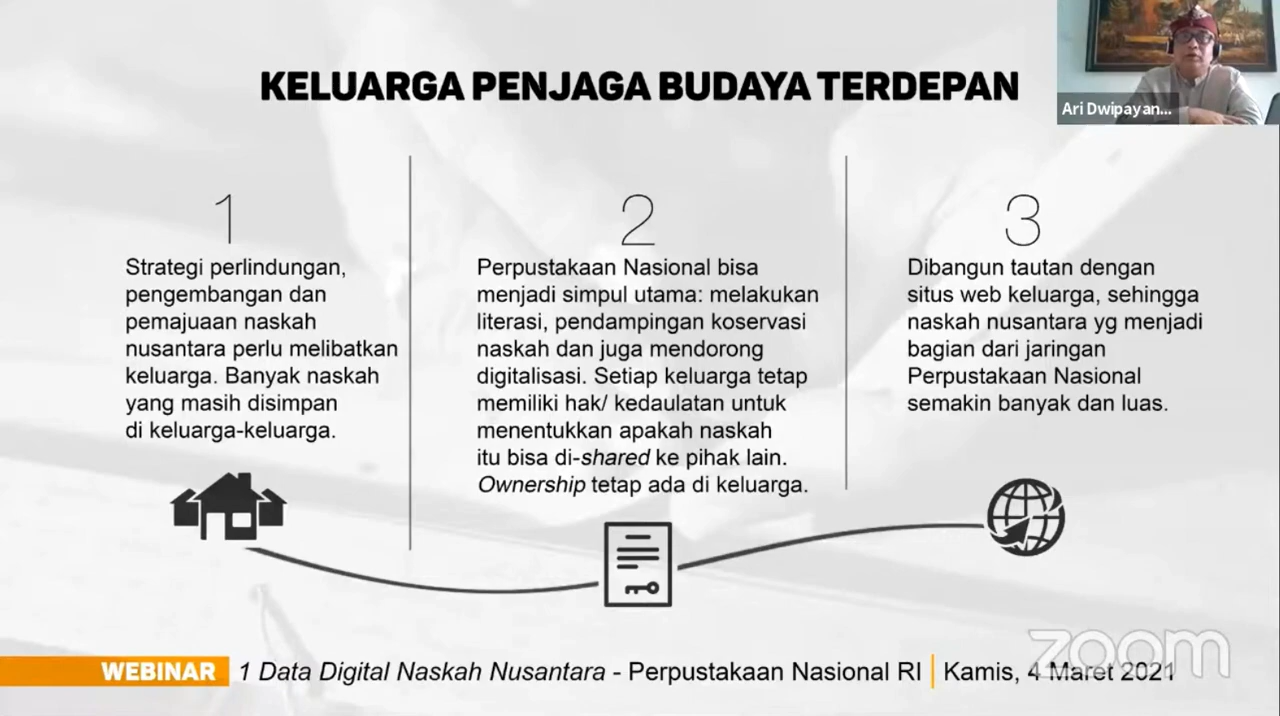 KELUARGA PENJAGA BUDAYA TERDEPAN
Ari Dwipayan...
1
Strategi perlindungan,
pengembangan dan
pemajuaan naskah
nusantara perlu melibatkan
keluarga. Banyak naskah
yang masih disimpan
di keluarga-keluarga.
2
Perpustakaan Nasional bisa
menjadi simpul utama: melakukan
literasi, pendampingan koservasi
naskah dan juga mendorong
digitalisasi. Setiap keluarga tetap
memiliki hak/ kedaulatan untuk
menentukkan apakah naskah
itu bisa di-shared ke pihak lain.
Ownership tetap ada di keluarga.
3
Dibangun tautan dengan
situs web keluarga, sehingga
naskah nusantara yg menjadi
bagian dari jaringan
Perpustakaan Nasional
semakin banyak dan luas.
zoom
WEBINAR 1 Data Digital Naskah Nusantara - Perpustakaan Nasional RI | Kamis, 4 Maret 2021